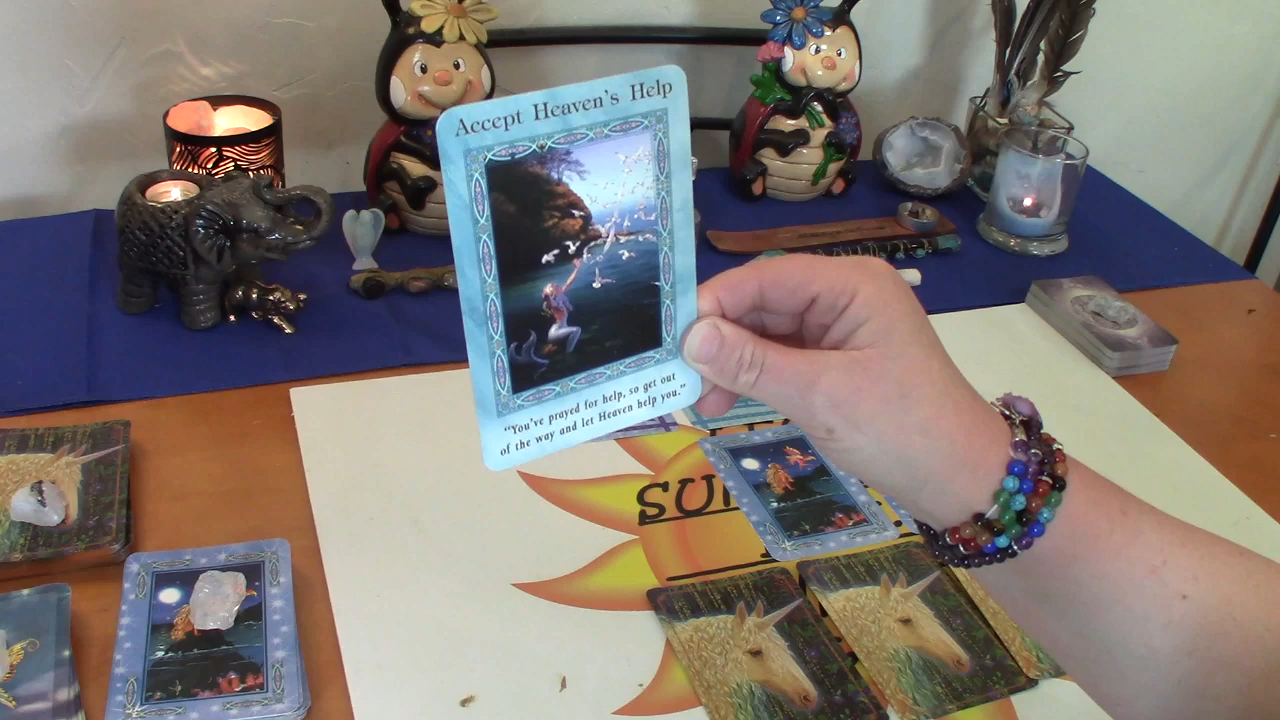 Accept Heaven's Help
"You've prayed for help, so get out
of the way and let Heaven help you."
SU